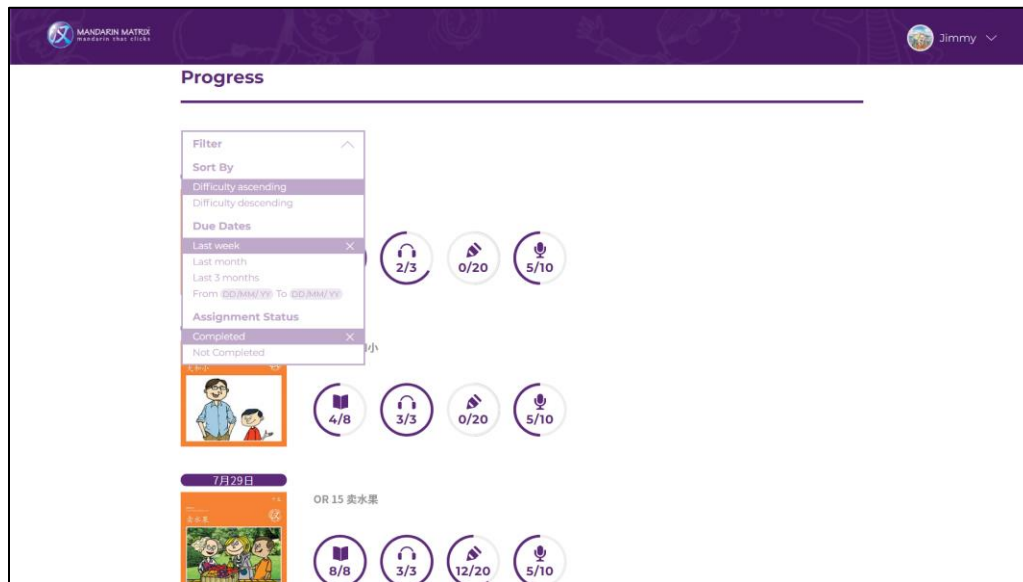 MANDARIN MATRIX
mandarin that clicks
Jimmy
Progress
Filter
Sort By
Difficulty ascending
Difficulty descending
Due Dates
Last week
Last month
Last 3 months
From DD/MM/YY To DD/MM/YY
Assignment Status
Completed
Not Completed
2/3
0/20
5/10
小
大和小
4/8
3/3
0/20
5/10
7月29日
OR 15 卖水果
卖水果
8/8
3/3
12/20
5/10